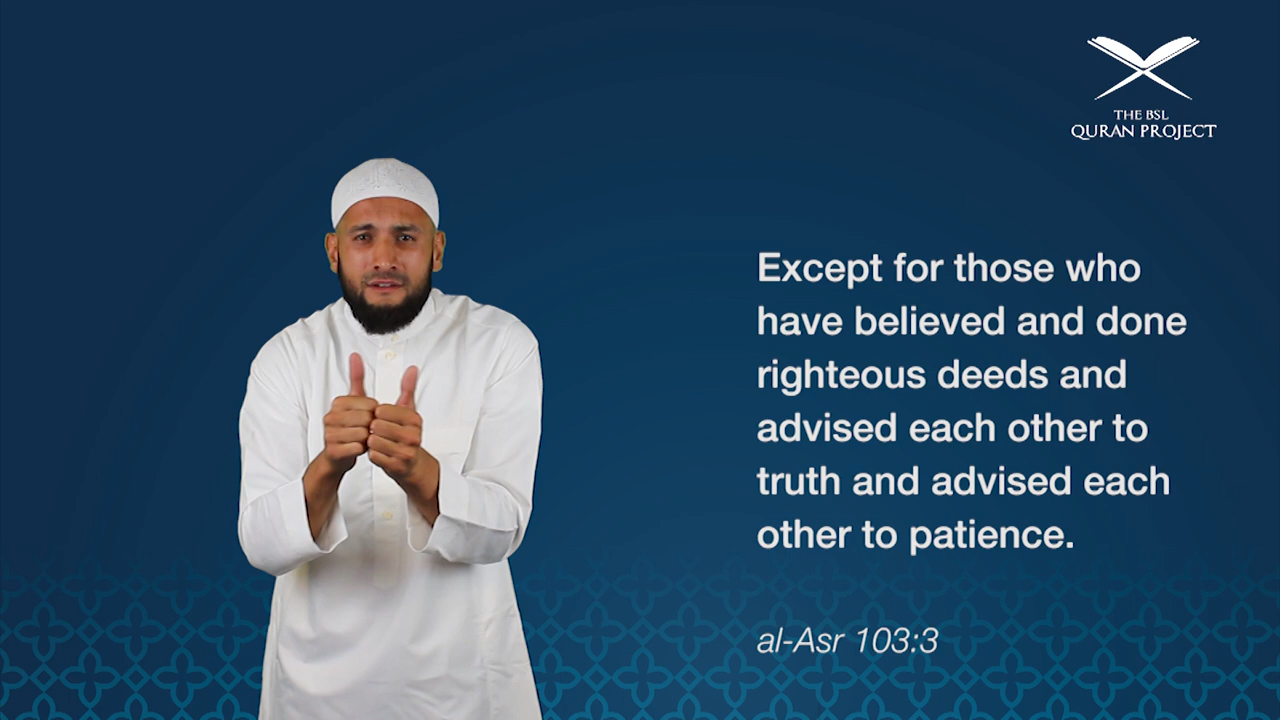 THE BSL
QURAN PROJECT
Except for those who
have believed and done
righteous deeds and
advised each other to
truth and advised each
other to patience.
al-Asr 103:3